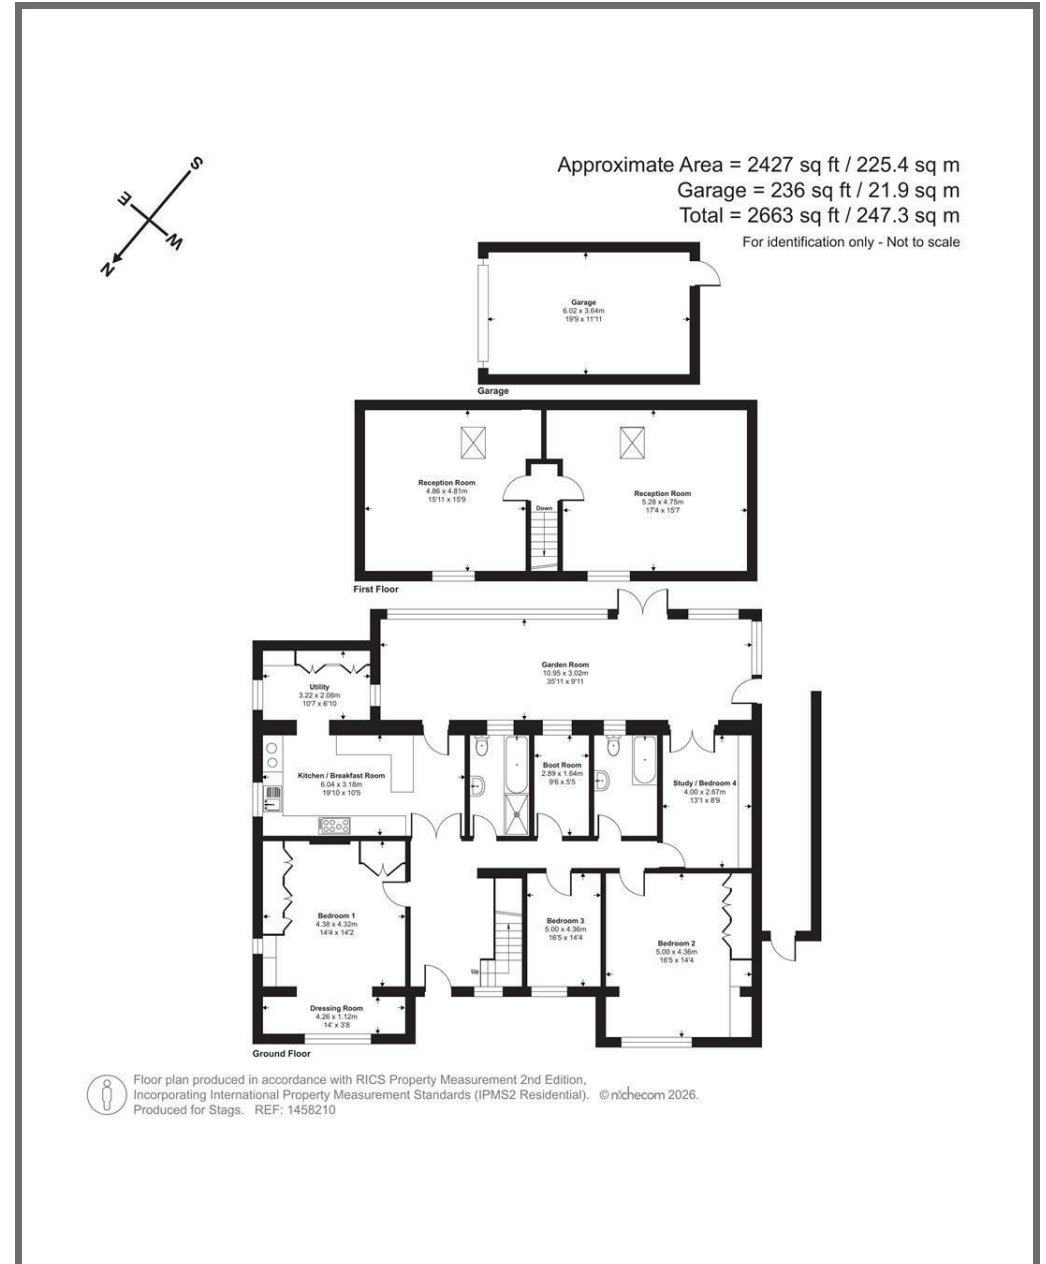 S
E
W
N
Approximate Area = 2427 sq ft / 225.4 sq m
Garage = 236 sq ft / 21.9 sq m
Total = 2663 sq ft / 247.3 sq m
For identification only - Not to scale
Garage
6.02 x 3.64m
19'9 x 11'11
Garage
Reception Room
4.86 x 4.81m
15'11 x 15'9
Reception Room
5.28 x 4.75m
17'4 x 15'7
Down
First Floor
Garden Room
10.95 x 3.02m
35'11 x 9'11
Utility
3.22 x 2.08m
10'7 x 6'10
Kitchen / Breakfast Room
6.04 x 3.18m
19'10 x 10'5
Boot Room
2.89 x 1.64m
9'6 x 5'5
Study / Bedroom 4
4.00 x 2.67m
13'1 x 8'9
Bedroom 1
4.38 x 4.32m
14'4 x 14'2
Bedroom 3
5.00 x 4.36m
16'5 x 14'4
Bedroom 2
5.00 x 4.36m
16'5 x 14'4
Up
Dressing Room
4.26 x 1.12m
14' x 3'8
Ground Floor
Floor plan produced in accordance with RICS Property Measurement 2nd Edition,
Incorporating International Property Measurement Standards (IPMS2 Residential). © nichecom 2026.
Produced for Stags. REF: 1458210